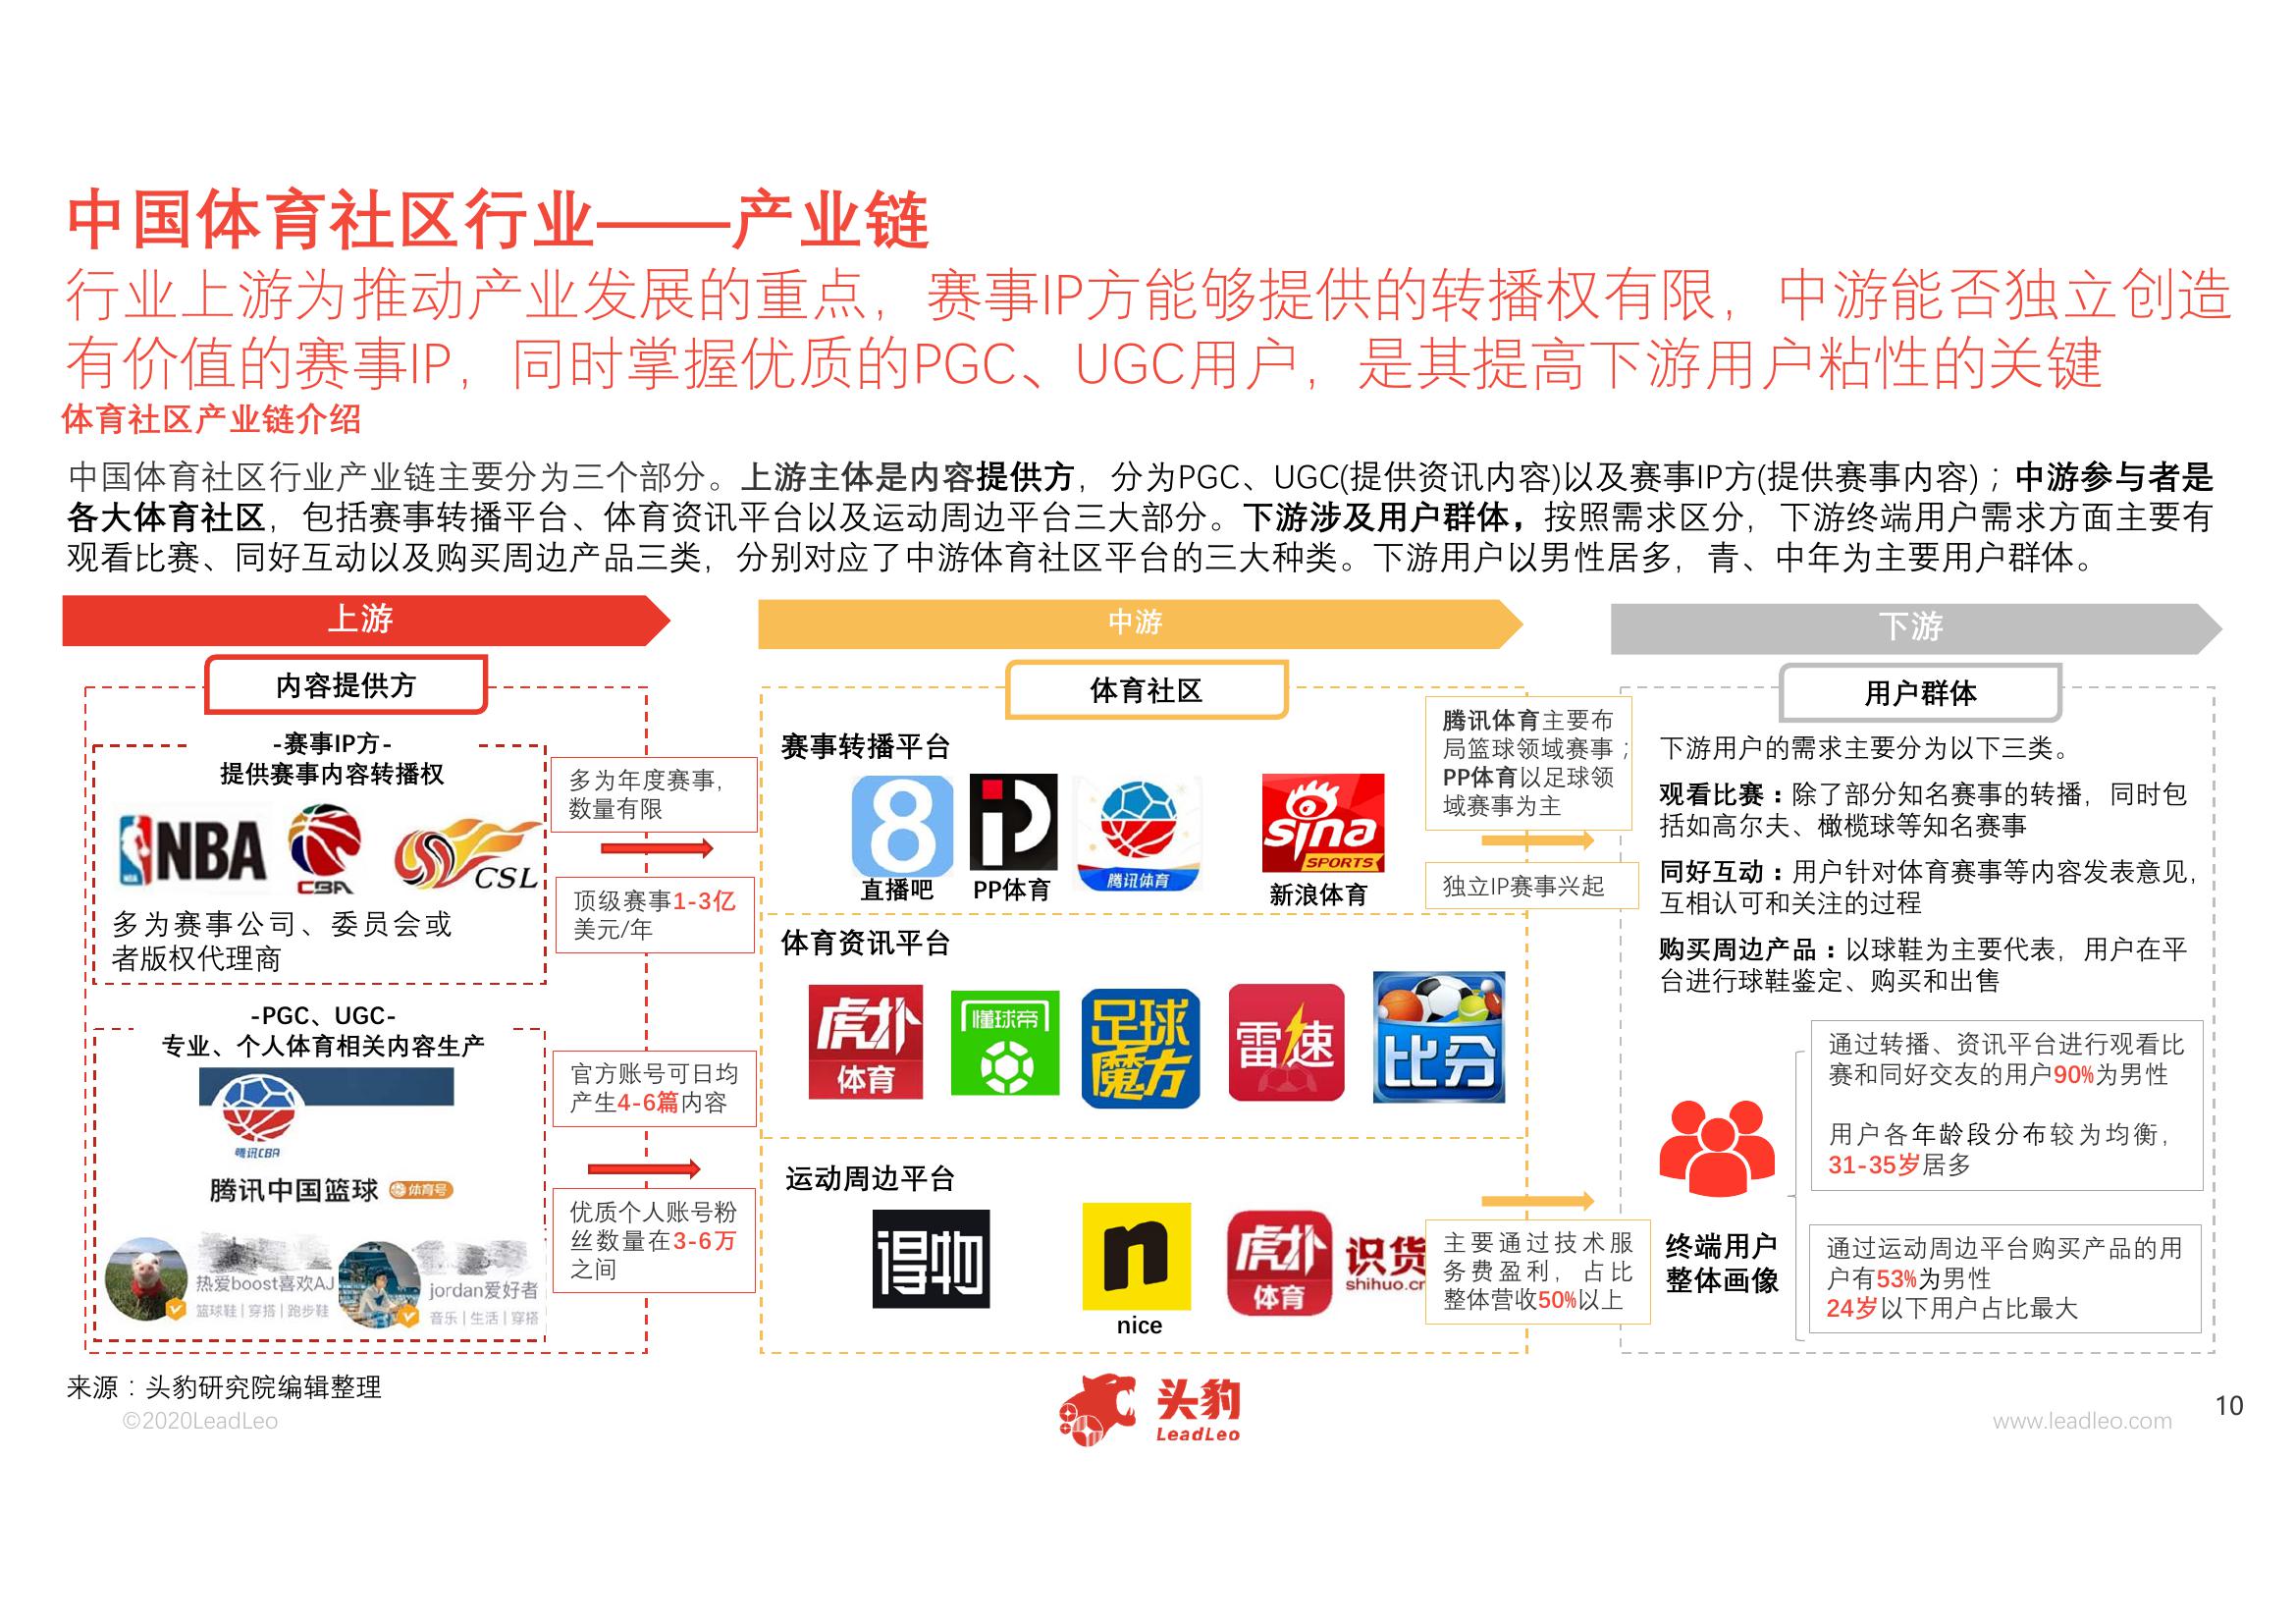 中国体育社区行业——产业链
行业上游为推动产业发展的重点，赛事IP方能够提供的转播权有限，中游能否独立创造
有价值的赛事IP，同时掌握优质的PGC、UGC用户，是其提高下游用户粘性的关键
体育社区产业链介绍
中国体育社区行业产业链主要分为三个部分。上游主体是内容提供方，分为PGC、UGC(提供资讯内容)以及赛事IP方(提供赛事内容)；中游参与者是
各大体育社区，包括赛事转播平台、体育资讯平台以及运动周边平台三大部分。下游涉及用户群体，按照需求区分，下游终端用户需求方面主要有
观看比赛、同好互动以及购买周边产品三类，分别对应了中游体育社区平台的三大种类。下游用户以男性居多，青、中年为主要用户群体。
上游
内容提供方
-赛事IP方-
提供赛事内容转播权
NBA
NBA
CBA
CSL
多为赛事公司、委员会或
者版权代理商
-PGC、UGC-
专业、个人体育相关内容生产
腾讯CBA
腾讯中国篮球
体育号
热爱boost喜欢AJ
篮球鞋 | 穿搭 | 跑步鞋
jordan爱好者
音乐 | 生活 | 穿搭
多为年度赛事，
数量有限
顶级赛事1-3亿
美元/年
官方账号可日均
产生4-6篇内容
优质个人账号粉
丝数量在3-6万
之间
中游
体育社区
赛事转播平台
8
直播吧
PP体育
腾讯体育
sina
SPORTS
新浪体育
体育资讯平台
虎扑
体育
懂球帝
足球
魔方
雷速
比分
运动周边平台
得物
n
nice
虎扑
体育
识货
shihuo.cn
腾讯体育主要布
局篮球领域赛事；
PP体育以足球领
域赛事为主
独立IP赛事兴起
主要通过技术服
务费盈利，占比
整体营收50%以上
下游
用户群体
下游用户的需求主要分为以下三类。
观看比赛：除了部分知名赛事的转播，同时包
括如高尔夫、橄榄球等知名赛事
同好互动：用户针对体育赛事等内容发表意见，
互相认可和关注的过程
购买周边产品：以球鞋为主要代表，用户在平
台进行球鞋鉴定、购买和出售
终端用户
整体画像
通过转播、资讯平台进行观看比
赛和同好交友的用户90%为男性
用户各年龄段分布较为均衡，
31-35岁居多
通过运动周边平台购买产品的用
户有53%为男性
24岁以下用户占比最大
来源：头豹研究院编辑整理
©2020LeadLeo
头豹
LeadLeo
www.leadleo.com
10